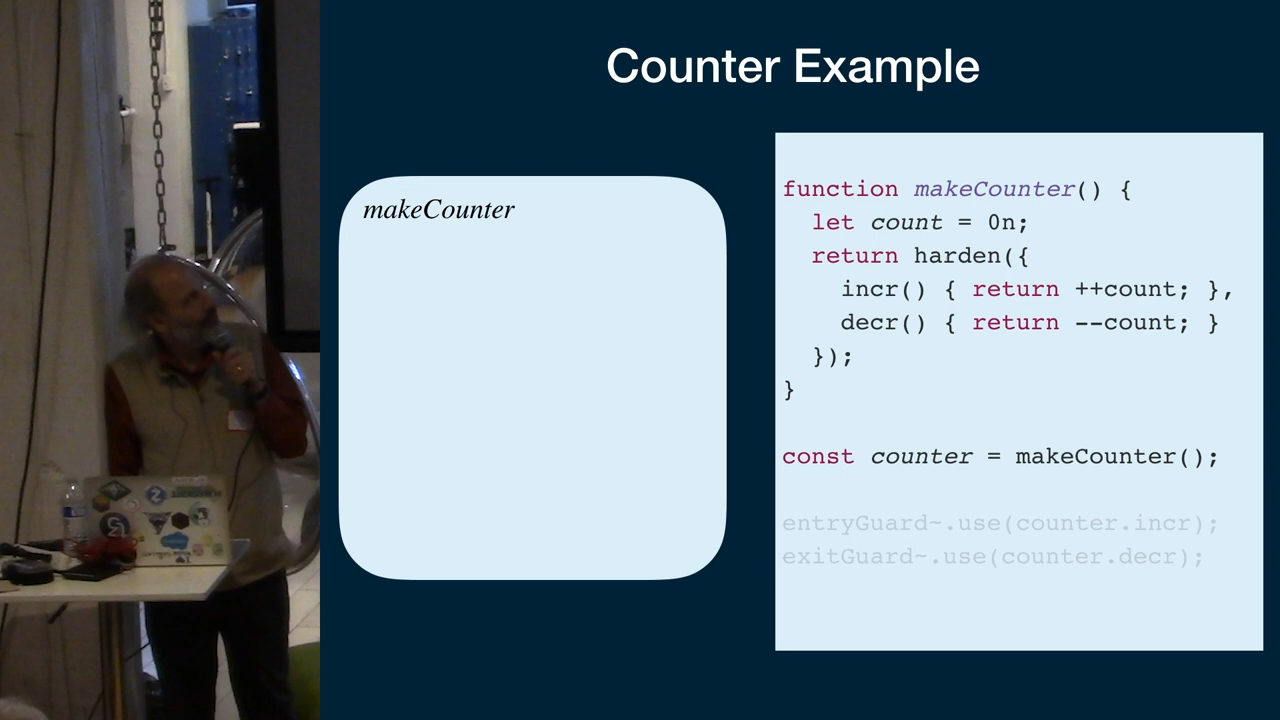 Counter Example
makeCounter
function makeCounter() {
  let count = 0n;
  return harden({
    incr() { return ++count; },
    decr() { return --count; }
  });
}
const counter = makeCounter();
entryGuard~.use(counter.incr);
exitGuard~.use(counter.decr);